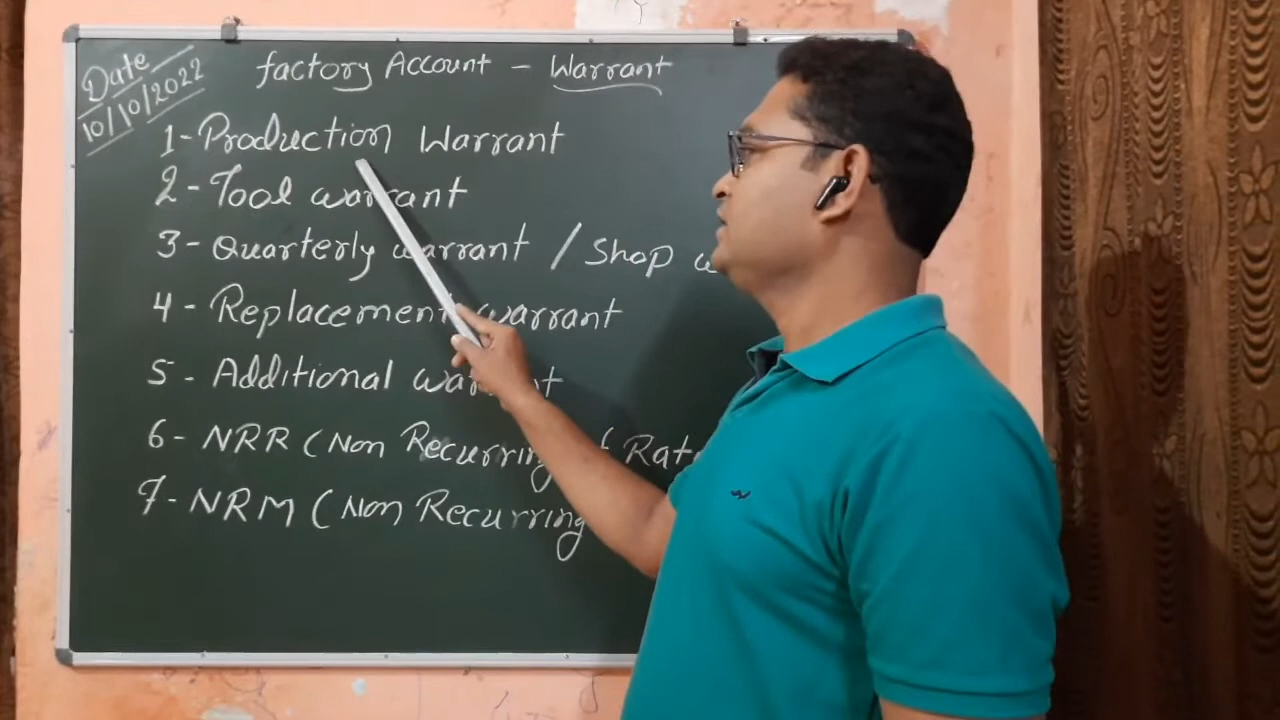 Date
10/10/2022
factory Account - Warrant
1- Production Warrant
2- Tool warrant
3- Quarterly warrant / Shop
4- Replacement warrant
5- Additional
6- NRR (Non Recurring
7- NRM (Non Recurring